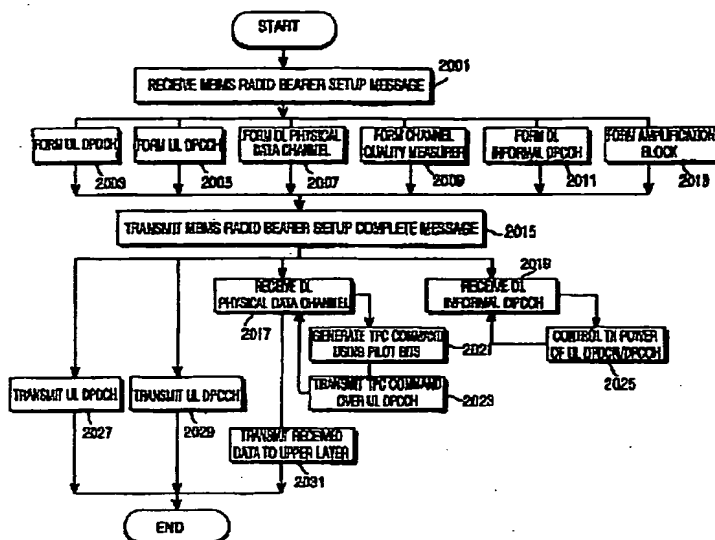 START
2001
RECEIVE MBMS RADIO BEARER SETUP MESSAGE
FORM UL DPDCH
FORM UL DPCCH
FORM DL PHYSICAL
DATA CHANNEL
FORM CHANNEL
QUALITY MEASURER
FORM DL
INFORMAL DPCCH
FORM AMPLIFICATION
BLOCK
2003
2005
2007
2009
2011
2013
TRANSMIT MBMS RADIO BEARER SETUP COMPLETE MESSAGE
2015
RECEIVE DL
PHYSICAL DATA CHANNEL
2017
2019
RECEIVE DL
INFORMAL DPCCH
GENERATE TPC COMMAND
USING PILOT BITS
2021
CONTROL TX POWER
OF UL DPDCH/DPCCH
2025
TRANSMIT UL DPDCH
2027
TRANSMIT UL DPCCH
2029
TRANSMIT TPC COMMAND
OVER UL DPCCH
2023
TRANSMIT RECEIVED
DATA TO UPPER LAYER
2031
END